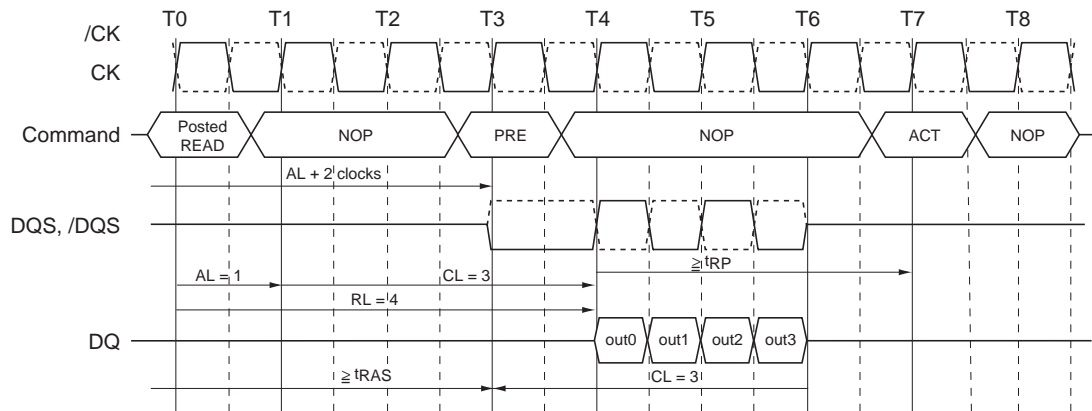 T0 T1 T2 T3 T4 T5 T6 T7 T8
/CK
CK
Command
Posted READ
NOP
PRE
NOP
ACT
NOP
AL + 2 clocks
DQS, /DQS
≧ tRP
AL = 1
CL = 3
RL = 4
DQ
out0 out1 out2 out3
≧ tRAS
CL = 3